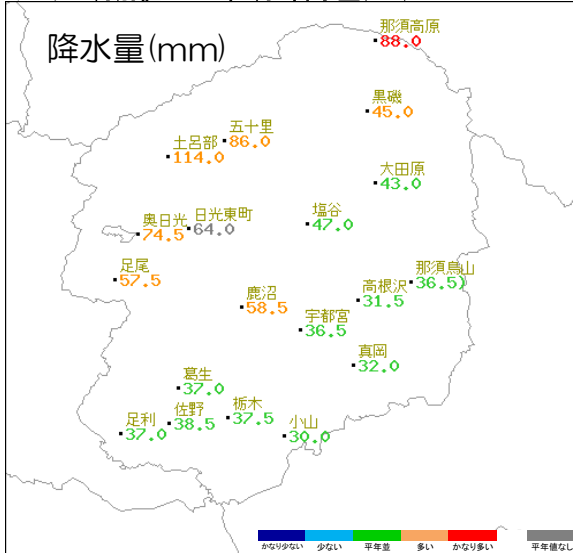 降水量(mm)
那須高原
88.0
黒磯
45.0
五十里
86.0
土呂部
114.0
大田原
43.0
塩谷
47.0
日光東町
64.0
奥日光
74.5
足尾
57.5
那須烏山
36.5)
高根沢
31.5
鹿沼
58.5
宇都宮
36.5
真岡
32.0
葛生
37.0
佐野
38.5
栃木
37.5
足利
37.0
小山
30.0
かなり少ない 少ない 平年並 多い かなり多い 平年値なし